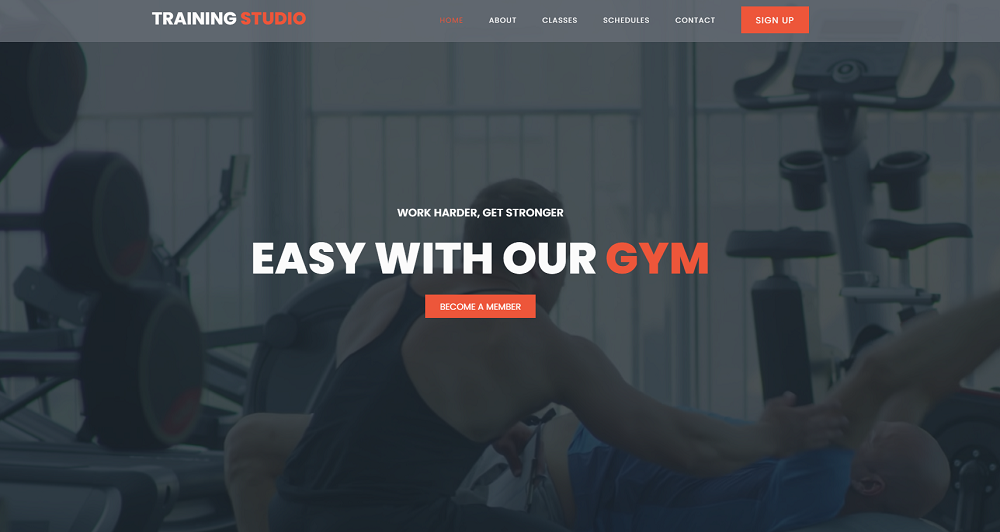 TRAINING STUDIO
HOME ABOUT CLASSES SCHEDULES CONTACT SIGN UP
WORK HARDER, GET STRONGER
EASY WITH OUR GYM
BECOME A MEMBER